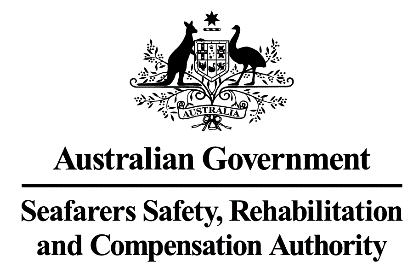 AUSTRALIA
Australian Government
Seafarers Safety, Rehabilitation
and Compensation Authority